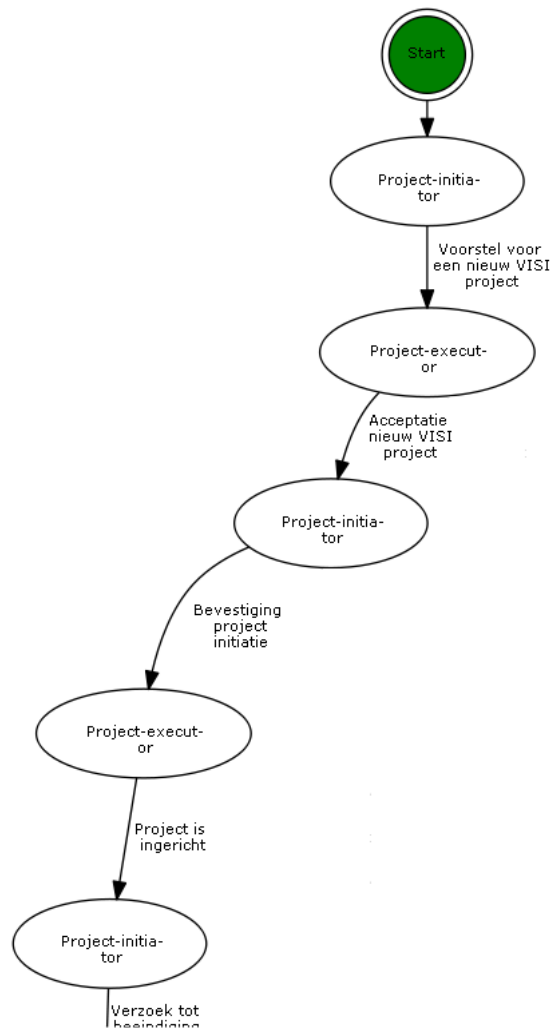 Start
Project-initia-
tor
Voorstel voor
een nieuw VISI
project
Project-execut-
or
Acceptatie
nieuw VISI
project
Project-initia-
tor
Bevestiging
project
initiatie
Project-execut-
or
Project is
ingericht
Project-initia-
tor
Verzoek tot
beeindiging